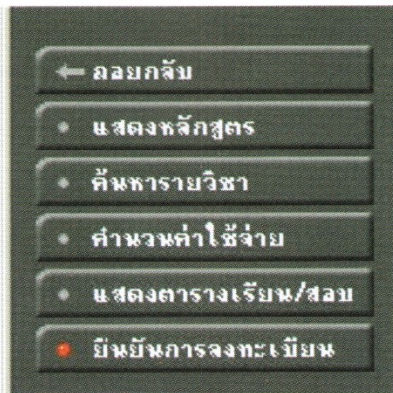 ถอยกลับ
แสดงหลักสูตร
ค้นหารายวิชา
คำนวนค่าใช้จ่าย
แสดงตารางเรียน/สอบ
ยืนยันการลงทะเบียน